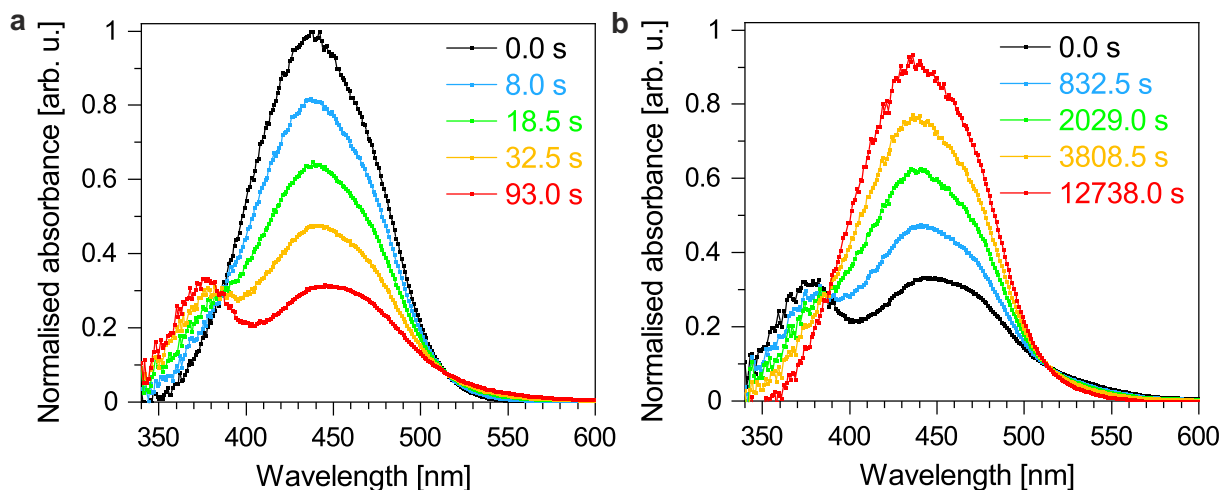 a
Normalised absorbance [arb. u.]
1
0.8
0.6
0.4
0.2
0
350
400
450
500
550
600
Wavelength [nm]
0.0 s
8.0 s
18.5 s
32.5 s
93.0 s
b
Normalised absorbance [arb. u.]
1
0.8
0.6
0.4
0.2
0
350
400
450
500
550
600
Wavelength [nm]
0.0 s
832.5 s
2029.0 s
3808.5 s
12738.0 s